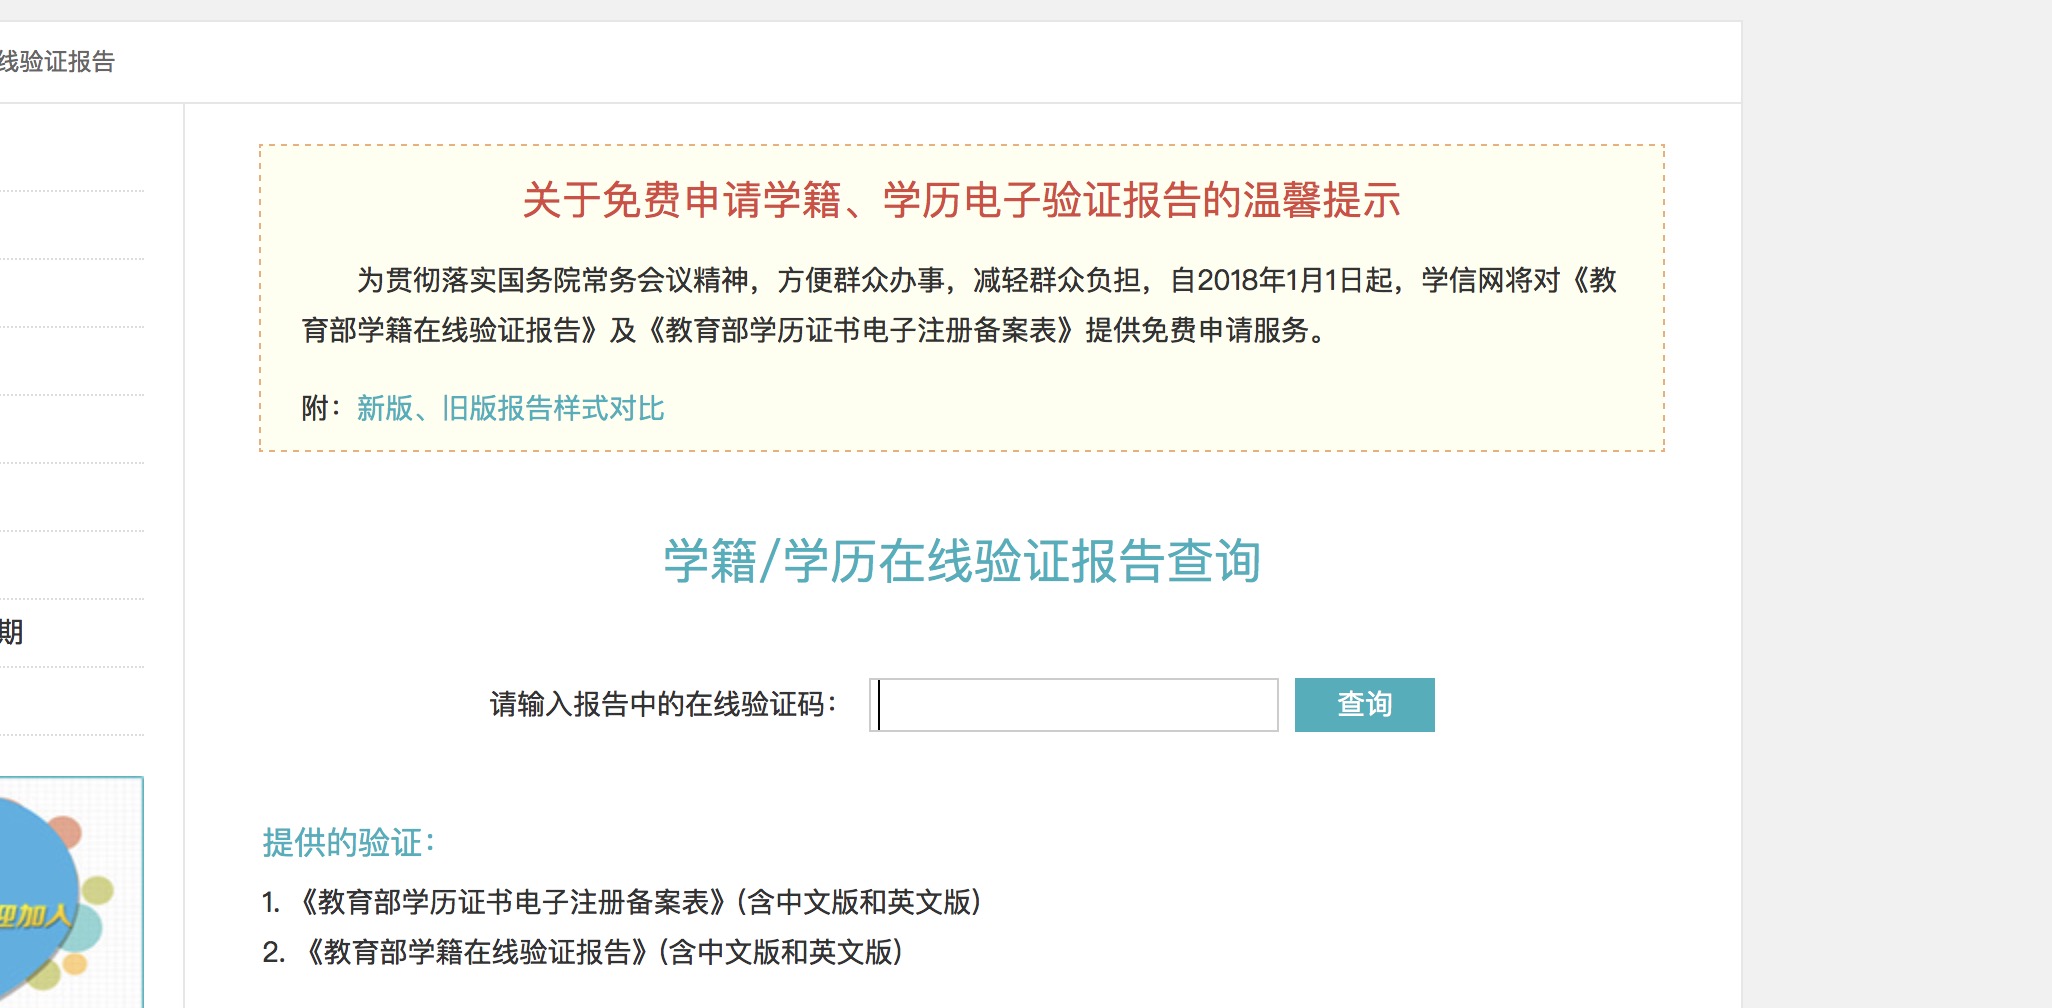 线验证报告
关于免费申请学籍、学历电子验证报告的温馨提示
为贯彻落实国务院常务会议精神，方便群众办事，减轻群众负担，自2018年1月1日起，学信网将对《教
育部学籍在线验证报告》及《教育部学历证书电子注册备案表》提供免费申请服务。
附：新版、旧版报告样式对比
学籍/学历在线验证报告查询
期
请输入报告中的在线验证码：
查询
提供的验证：
1. 《教育部学历证书电子注册备案表》(含中文版和英文版)
迎加人
2. 《教育部学籍在线验证报告》(含中文版和英文版)